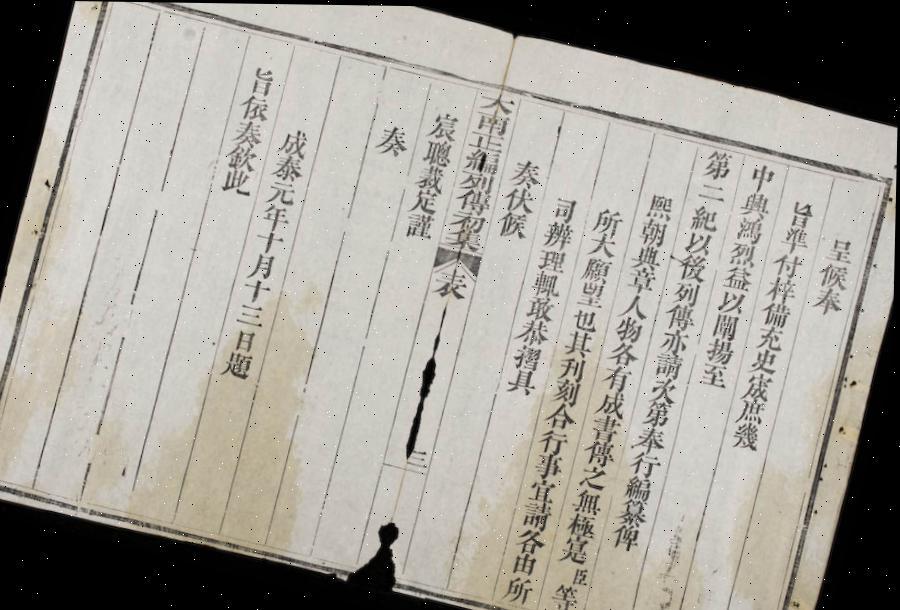 呈候奉
旨准付梓備充史宬庶幾
中興鴻烈益以闡揚至
第二紀以後列傳亦請次第奉行編纂俾
熙朝典章人物各有成書傳之無極寔臣等
所大願望也其刊刻合行事宜請各由所
司辨理輒敢恭摺具
奏伏候
大南正編列傳初集 表 三
宸聰裁定謹
奏
成泰元年十月十三日題
旨依奏欽此